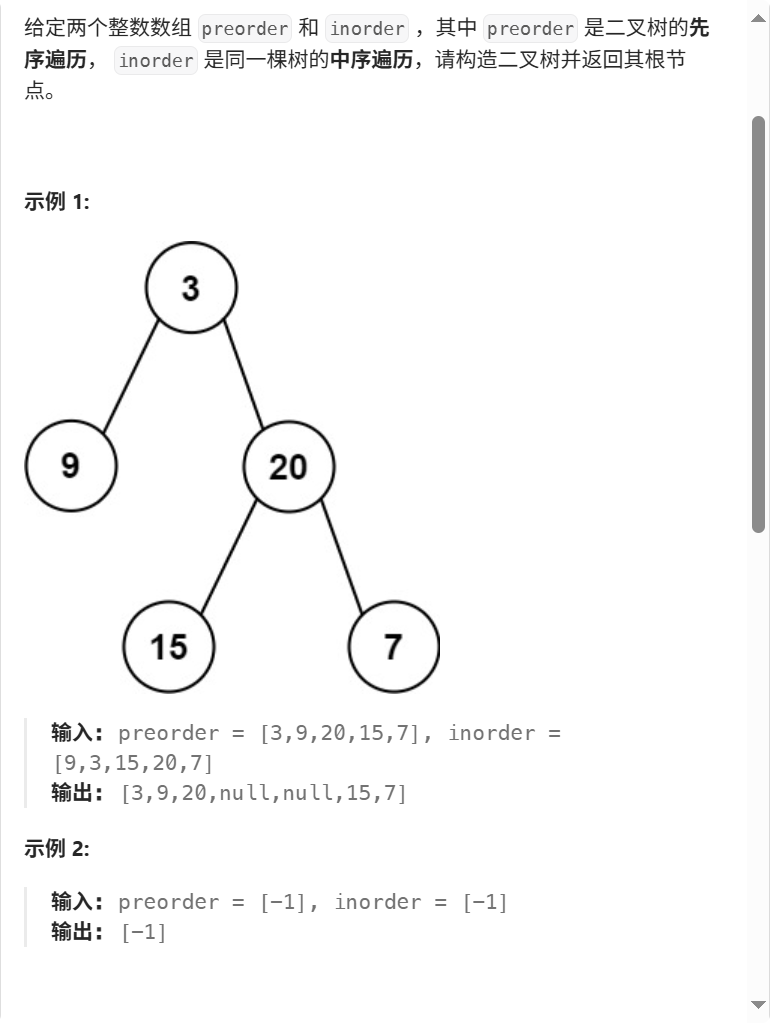 给定两个整数数组 preorder 和 inorder ，其中 preorder 是二叉树的先
序遍历， inorder 是同一棵树的中序遍历，请构造二叉树并返回其根节
点。
示例 1:
3
9
20
15
7
输入: preorder = [3,9,20,15,7], inorder =
[9,3,15,20,7]
输出: [3,9,20,null,null,15,7]
示例 2:
输入: preorder = [-1], inorder = [-1]
输出: [-1]